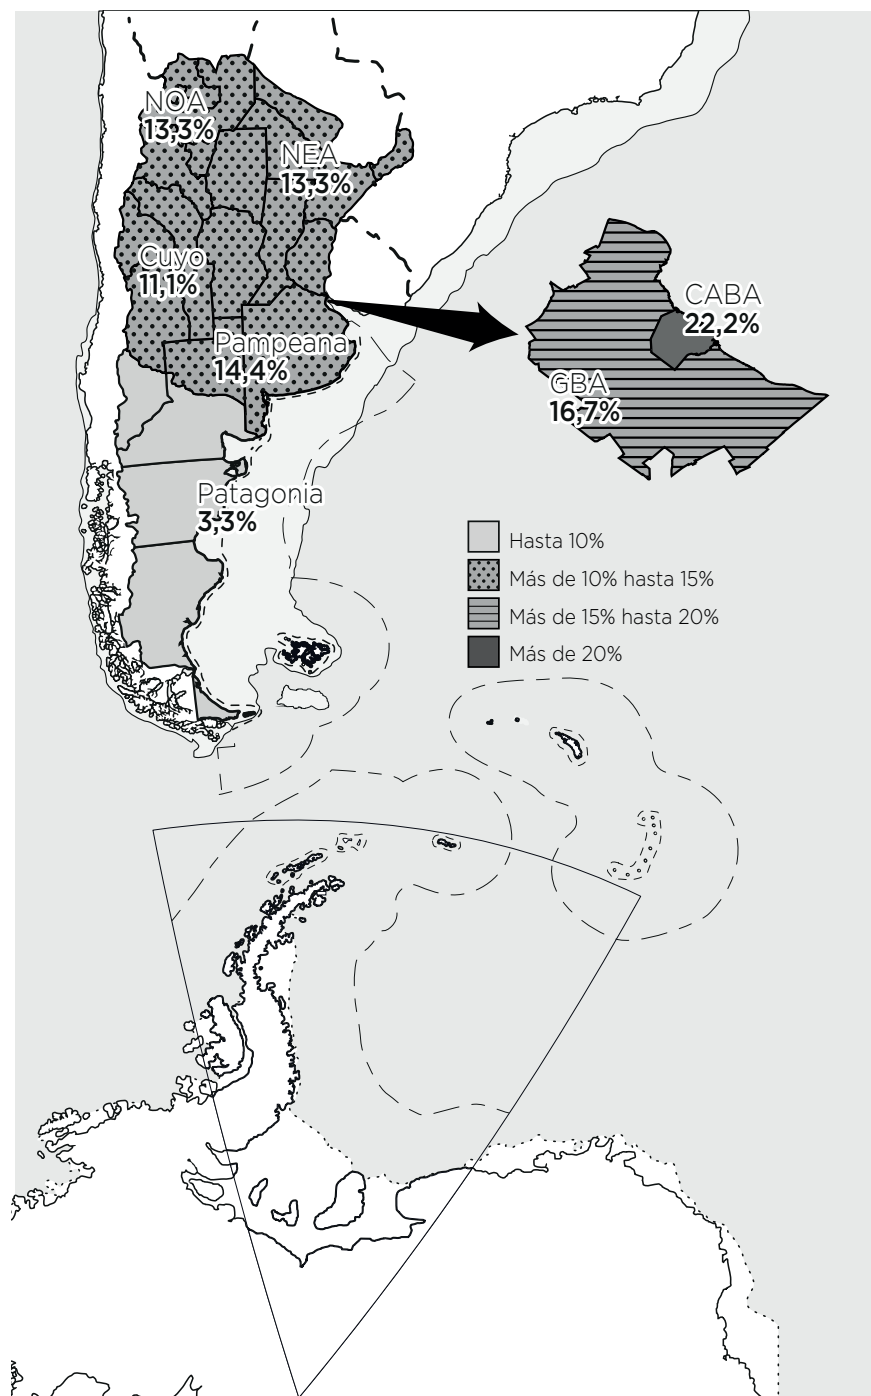 NOA
13,3%
NEA
13,3%
Cuyo
11,1%
Pampeana
14,4%
Patagonia
3,3%
CABA
22,2%
GBA
16,7%
Hasta 10%
Más de 10% hasta 15%
Más de 15% hasta 20%
Más de 20%